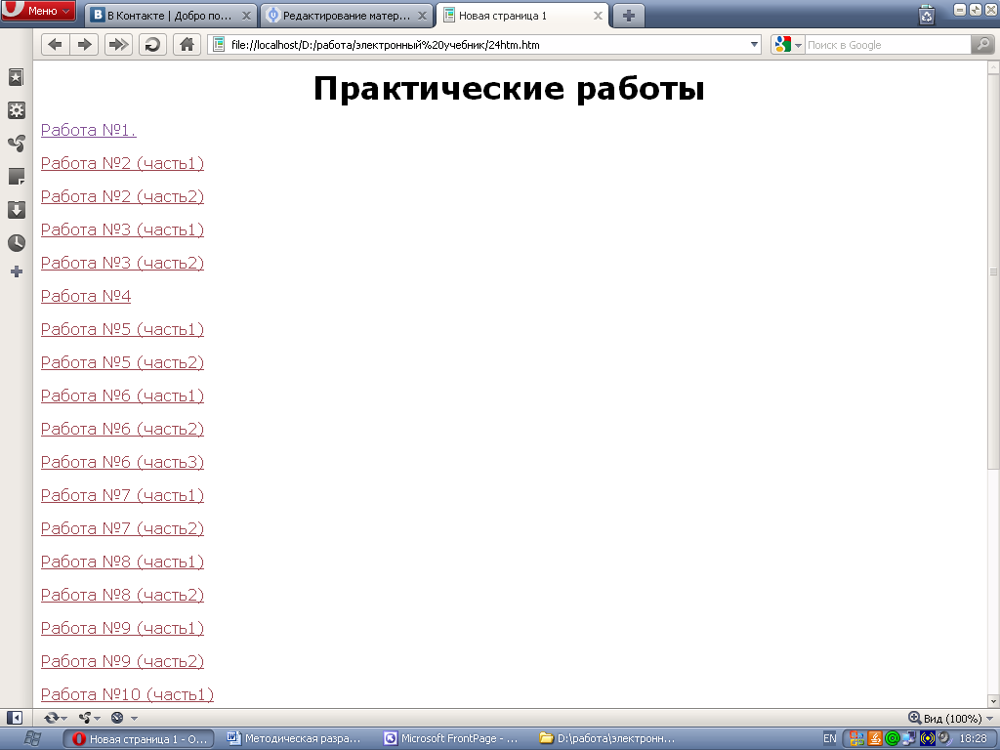 Меню
В Контакте | Добро по...
Редактирование матер...
Новая страница 1
file://localhost/D:/работа/электронный%20учебник/24htm.htm
Поиск в Google
Практические работы
Работа №1.
Работа №2 (часть1)
Работа №2 (часть2)
Работа №3 (часть1)
Работа №3 (часть2)
Работа №4
Работа №5 (часть1)
Работа №5 (часть2)
Работа №6 (часть1)
Работа №6 (часть2)
Работа №6 (часть3)
Работа №7 (часть1)
Работа №7 (часть2)
Работа №8 (часть1)
Работа №8 (часть2)
Работа №9 (часть1)
Работа №9 (часть2)
Работа №10 (часть1)
Вид (100%)
Новая страница 1 - O...
Методическая разра...
Microsoft FrontPage - ...
D:\работа\электронн...
EN
18:28